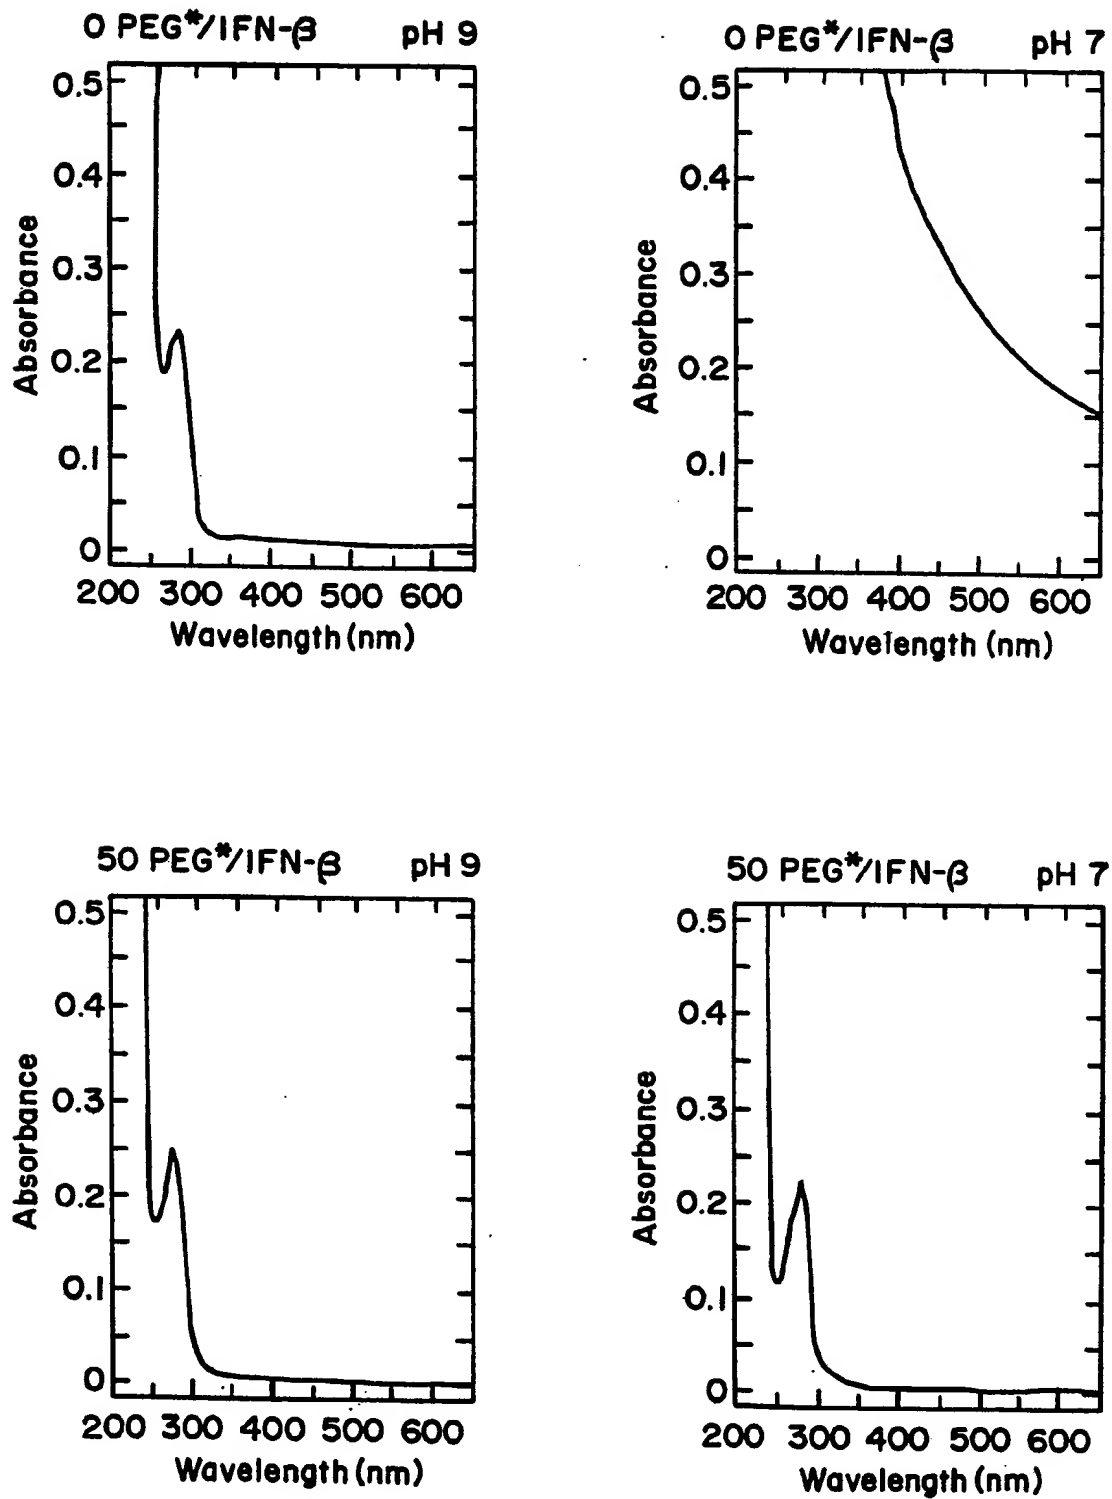 0 PEG*/IFN-β pH 9
0.5
0.4
0.3
0.2
0.1
0
Absorbance
200 300 400 500 600
Wavelength (nm)
0 PEG*/IFN-β pH 7
0.5
0.4
0.3
0.2
0.1
0
Absorbance
200 300 400 500 600
Wavelength (nm)
50 PEG*/IFN-β pH 9
0.5
0.4
0.3
0.2
0.1
0
Absorbance
200 300 400 500 600
Wavelength (nm)
50 PEG*/IFN-β pH 7
0.5
0.4
0.3
0.2
0.1
0
Absorbance
200 300 400 500 600
Wavelength (nm)